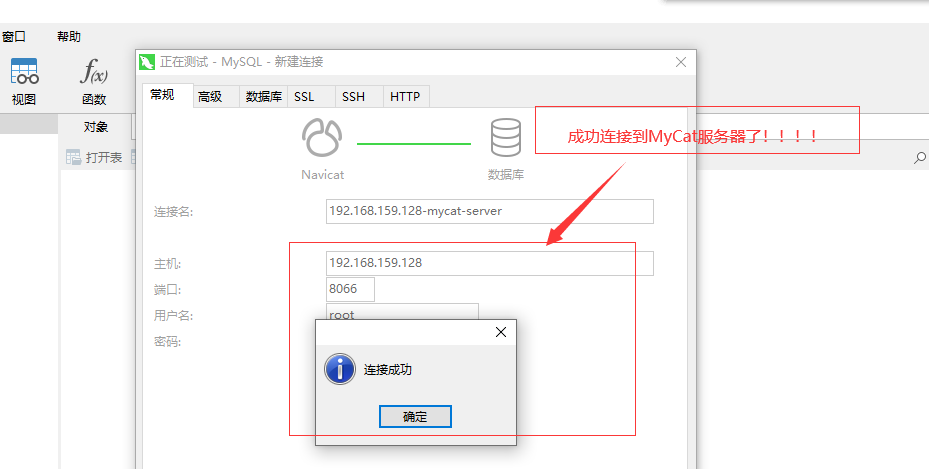 窗口 帮助
正在测试 - MySQL - 新建连接
视图 f(x) 函数
常规 高级 数据库 SSL SSH HTTP
对象
成功连接到MyCat服务器了！！！！
打开表
Navicat 数据库
连接名: 192.168.159.128-mycat-server
主机: 192.168.159.128
端口: 8066
用户名: root
密码:
连接成功
确定